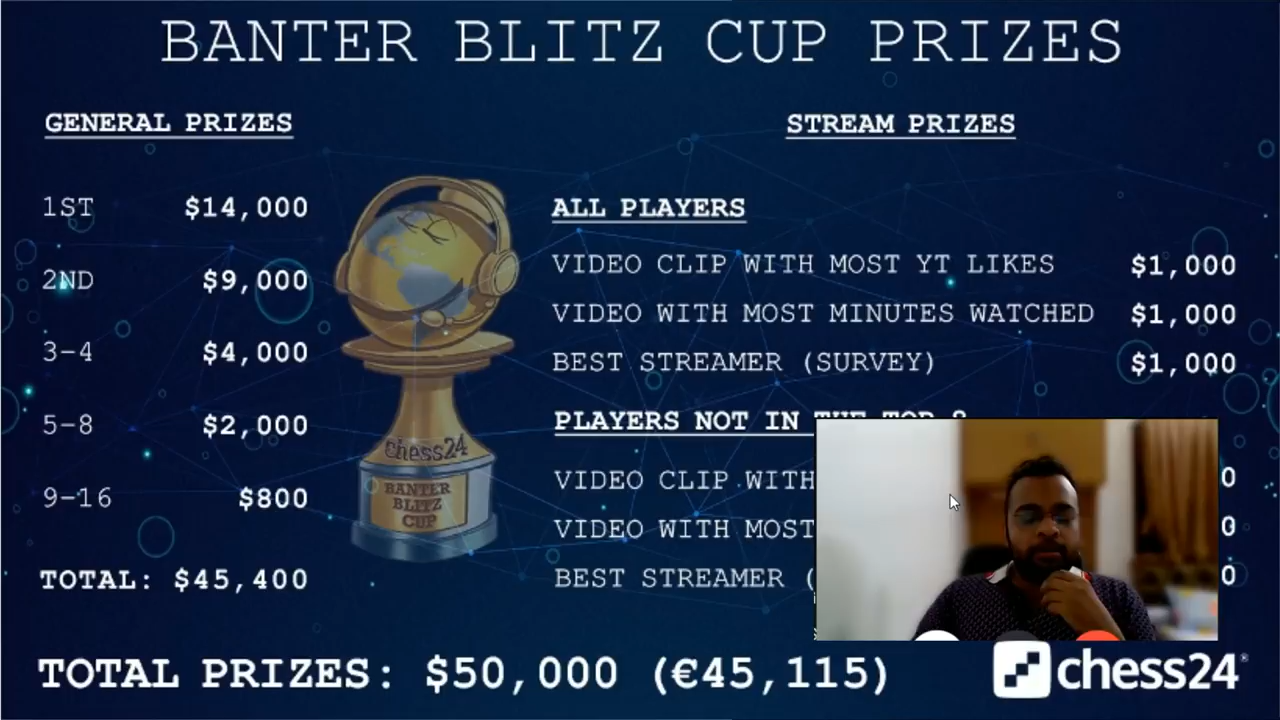 BANTER BLITZ CUP PRIZES
GENERAL PRIZES
1ST $14,000
2ND $9,000
3-4 $4,000
5-8 $2,000
9-16 $800
TOTAL: $45,400
chess24
BANTER
BLITZ
CUP
STREAM PRIZES
ALL PLAYERS
VIDEO CLIP WITH MOST YT LIKES $1,000
VIDEO WITH MOST MINUTES WATCHED $1,000
BEST STREAMER (SURVEY) $1,000
PLAYERS NOT IN THE TOP 8
VIDEO CLIP WITH
VIDEO WITH MOST
BEST STREAMER (
TOTAL PRIZES: $50,000 (€45,115)
chess24